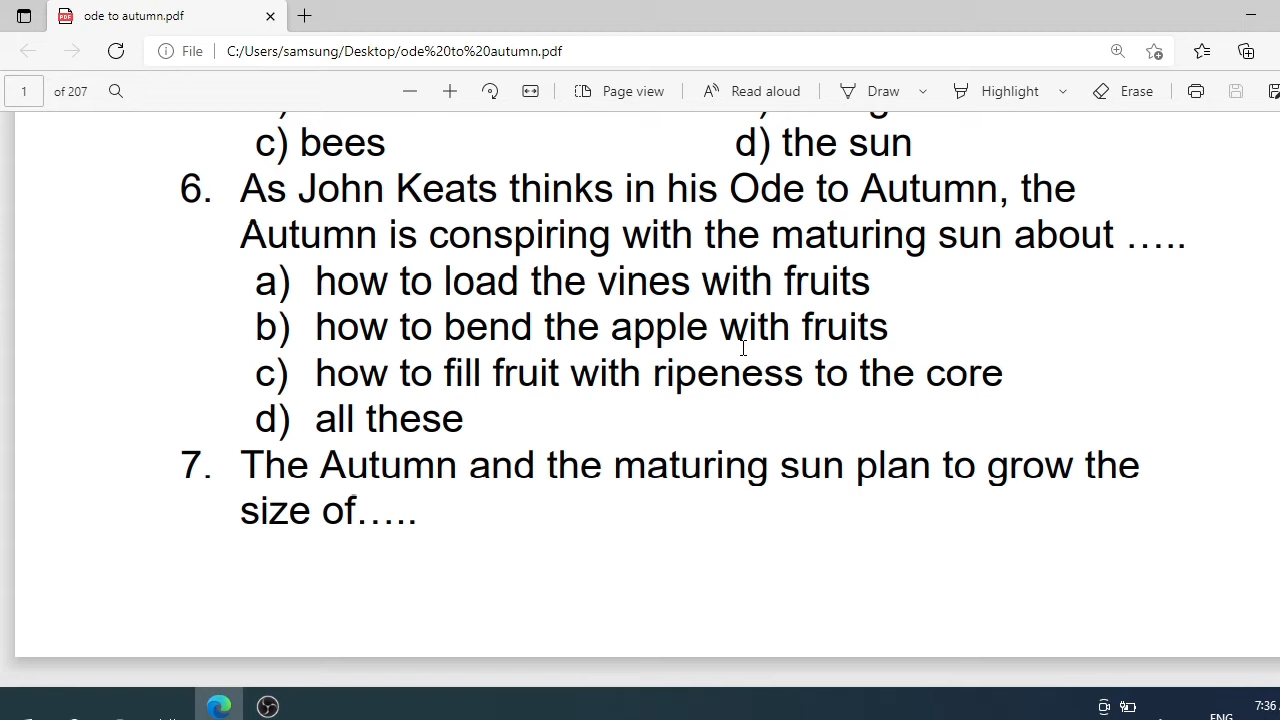 ode to autumn.pdf
File C:/Users/samsung/Desktop/ode%20to%20autumn.pdf
1 of 207 Page view Read aloud Draw Highlight Erase
c) bees d) the sun
6. As John Keats thinks in his Ode to Autumn, the
Autumn is conspiring with the maturing sun about …..
a) how to load the vines with fruits
b) how to bend the apple with fruits
c) how to fill fruit with ripeness to the core
d) all these
7. The Autumn and the maturing sun plan to grow the
size of…..
7:36
ENG